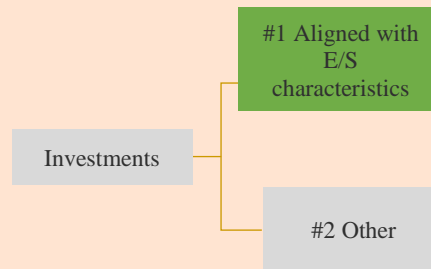 #1 Aligned with
E/S
characteristics
Investments
#2 Other